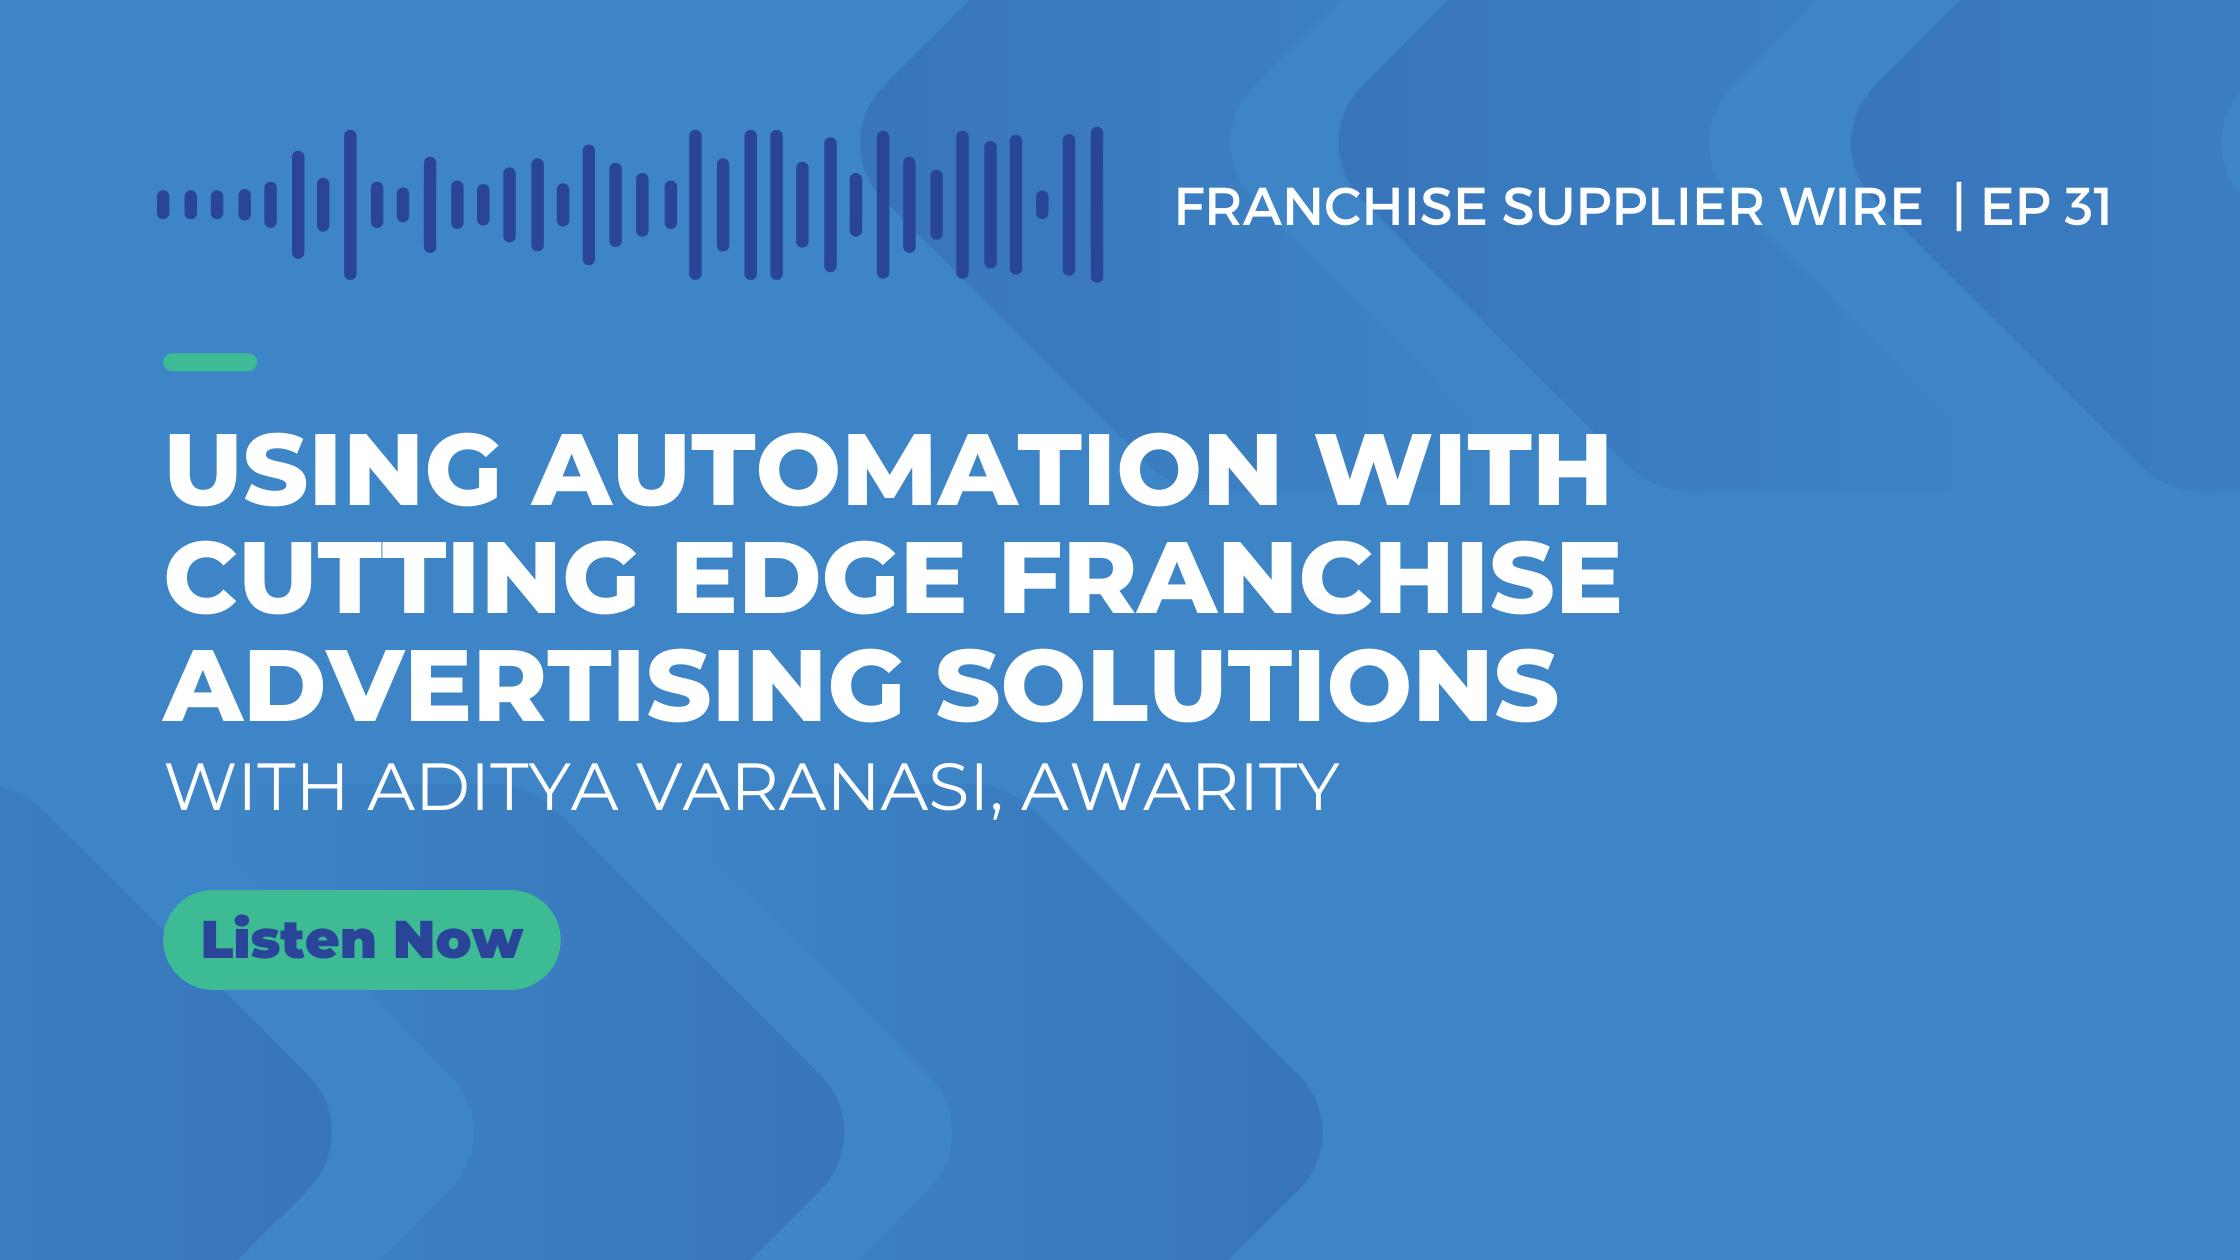 FRANCHISE SUPPLIER WIRE | EP 31
USING AUTOMATION WITH
CUTTING EDGE FRANCHISE
ADVERTISING SOLUTIONS
WITH ADITYA VARANASI, AWARITY
Listen Now